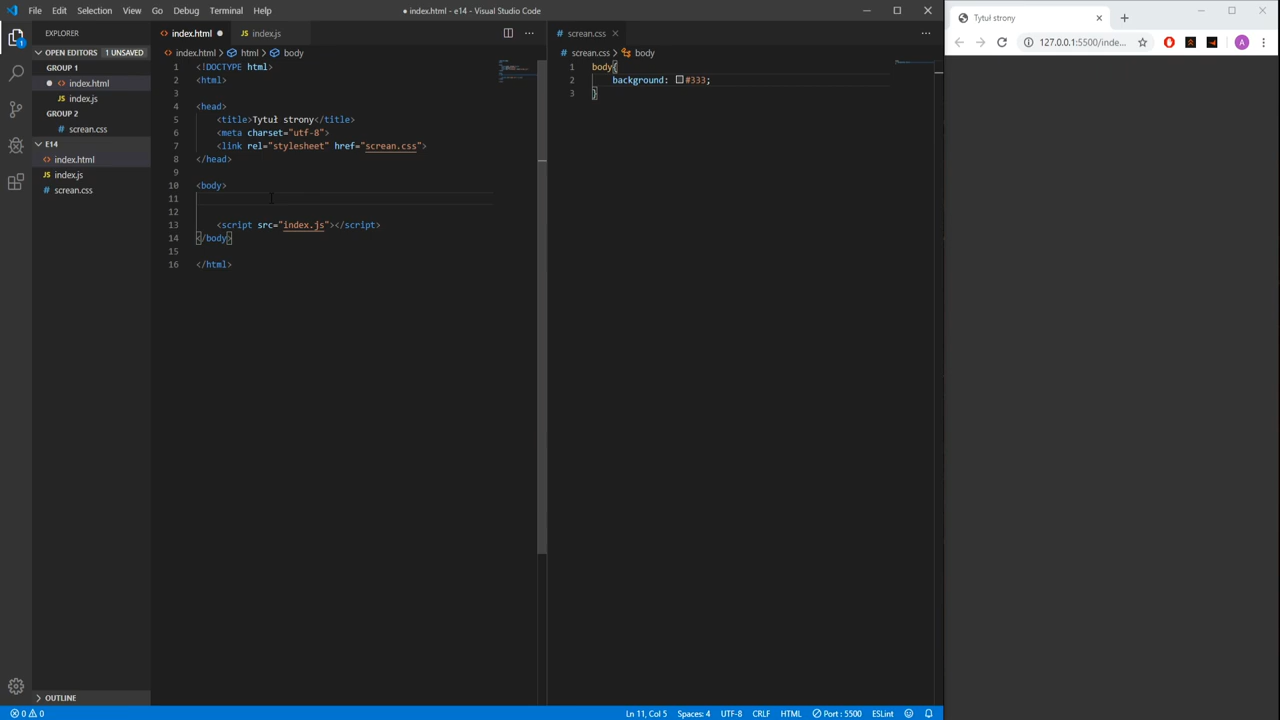 File Edit Selection View Go Debug Terminal Help
● index.html - e14 - Visual Studio Code
EXPLORER
OPEN EDITORS 1 UNSAVED
GROUP 1
index.html
JS index.js
GROUP 2
# screan.css
E14
index.html
JS index.js
# screan.css
OUTLINE
index.html ●
JS index.js
index.html > html > body
1 <!DOCTYPE html>
2 <html>
3
4 <head>
5 <title>Tytuł strony</title>
6 <meta charset="utf-8">
7 <link rel="stylesheet" href="screan.css">
8 </head>
9
10 <body>
11
12
13 <script src="index.js"></script>
14 </body>
15
16 </html>
# screan.css
# screan.css > body
1 body{
2 background: #333;
3 }
Tytuł strony
127.0.0.1:5500/inde...
A
0 0
Ln 11, Col 5 Spaces: 4 UTF-8 CRLF HTML Port : 5500 ESLint